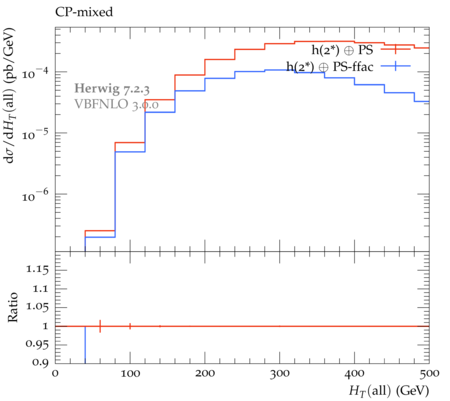 CP-mixed
h(2*) ⊕ PS
h(2*) ⊕ PS-ffac
Herwig 7.2.3
VBFNLO 3.0.0
10⁻⁴
10⁻⁵
10⁻⁶
dσ/dH_T(all) (pb/GeV)
1.15
1.1
1.05
1
0.95
0.9
Ratio
0 100 200 300 400 500
H_T(all) (GeV)